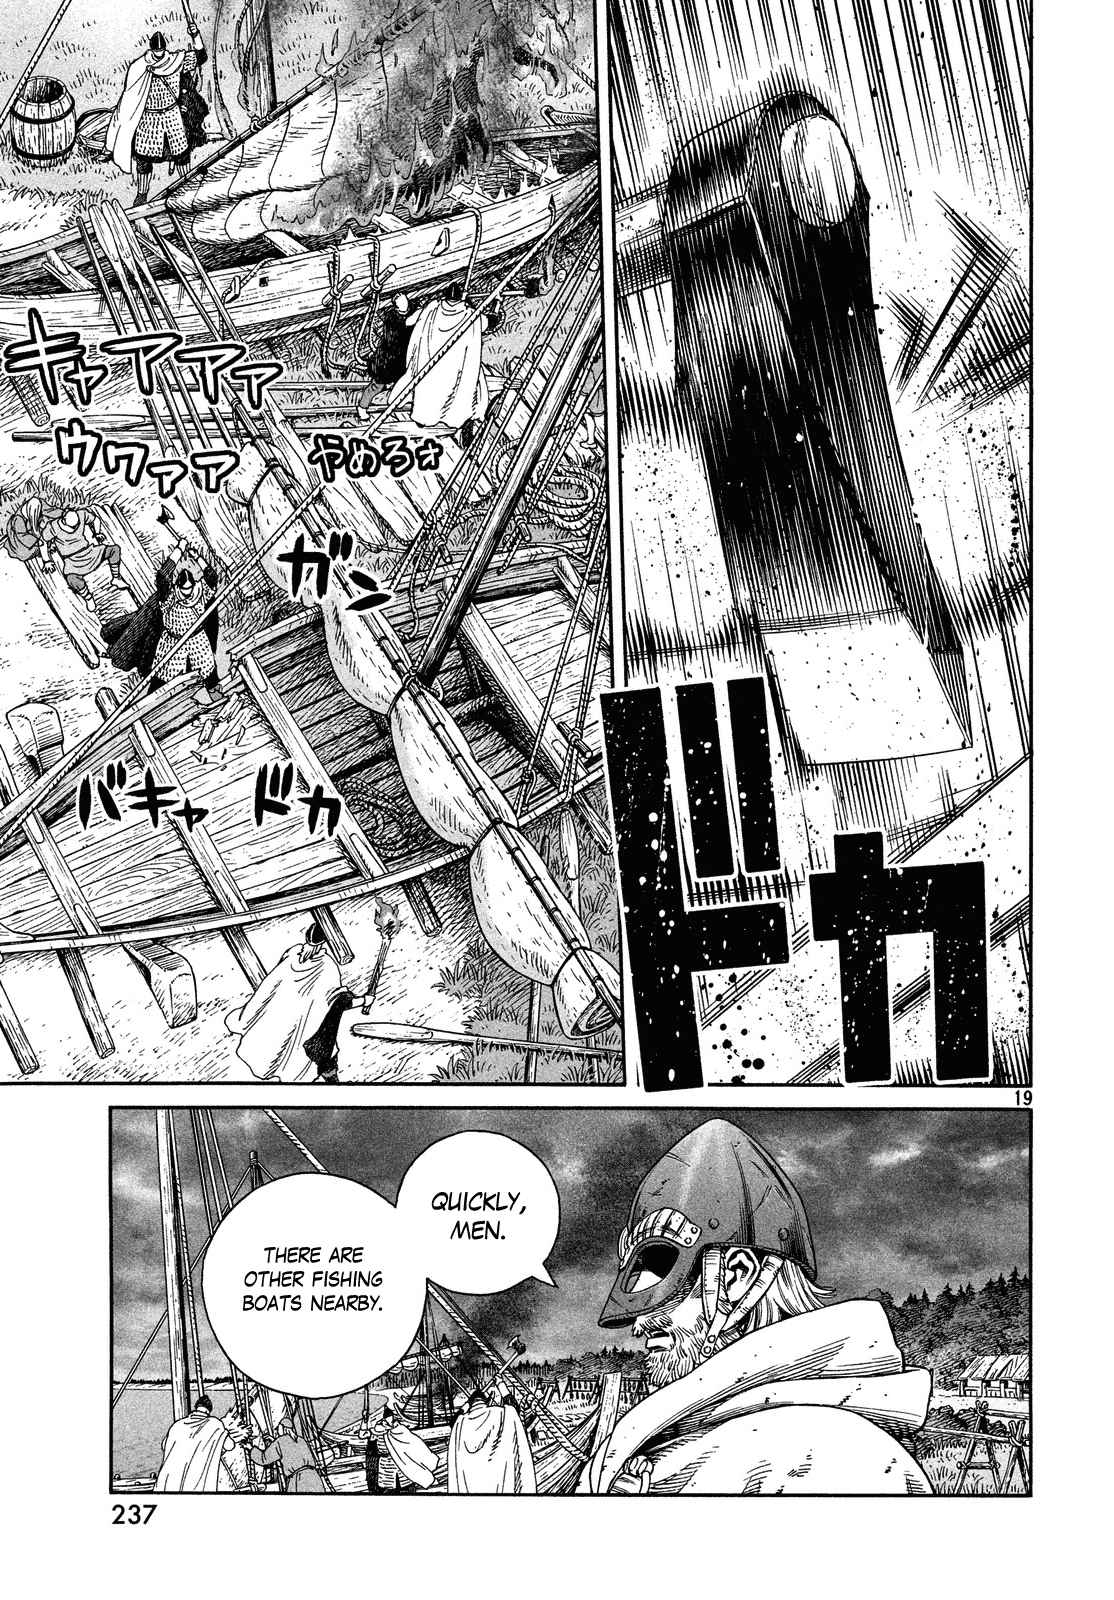 ドカ
キャアアア
ウワァァア
やめろォ
ガン
バキャ
ドカ
19
QUICKLY,
MEN.
THERE ARE
OTHER FISHING
BOATS NEARBY.
237